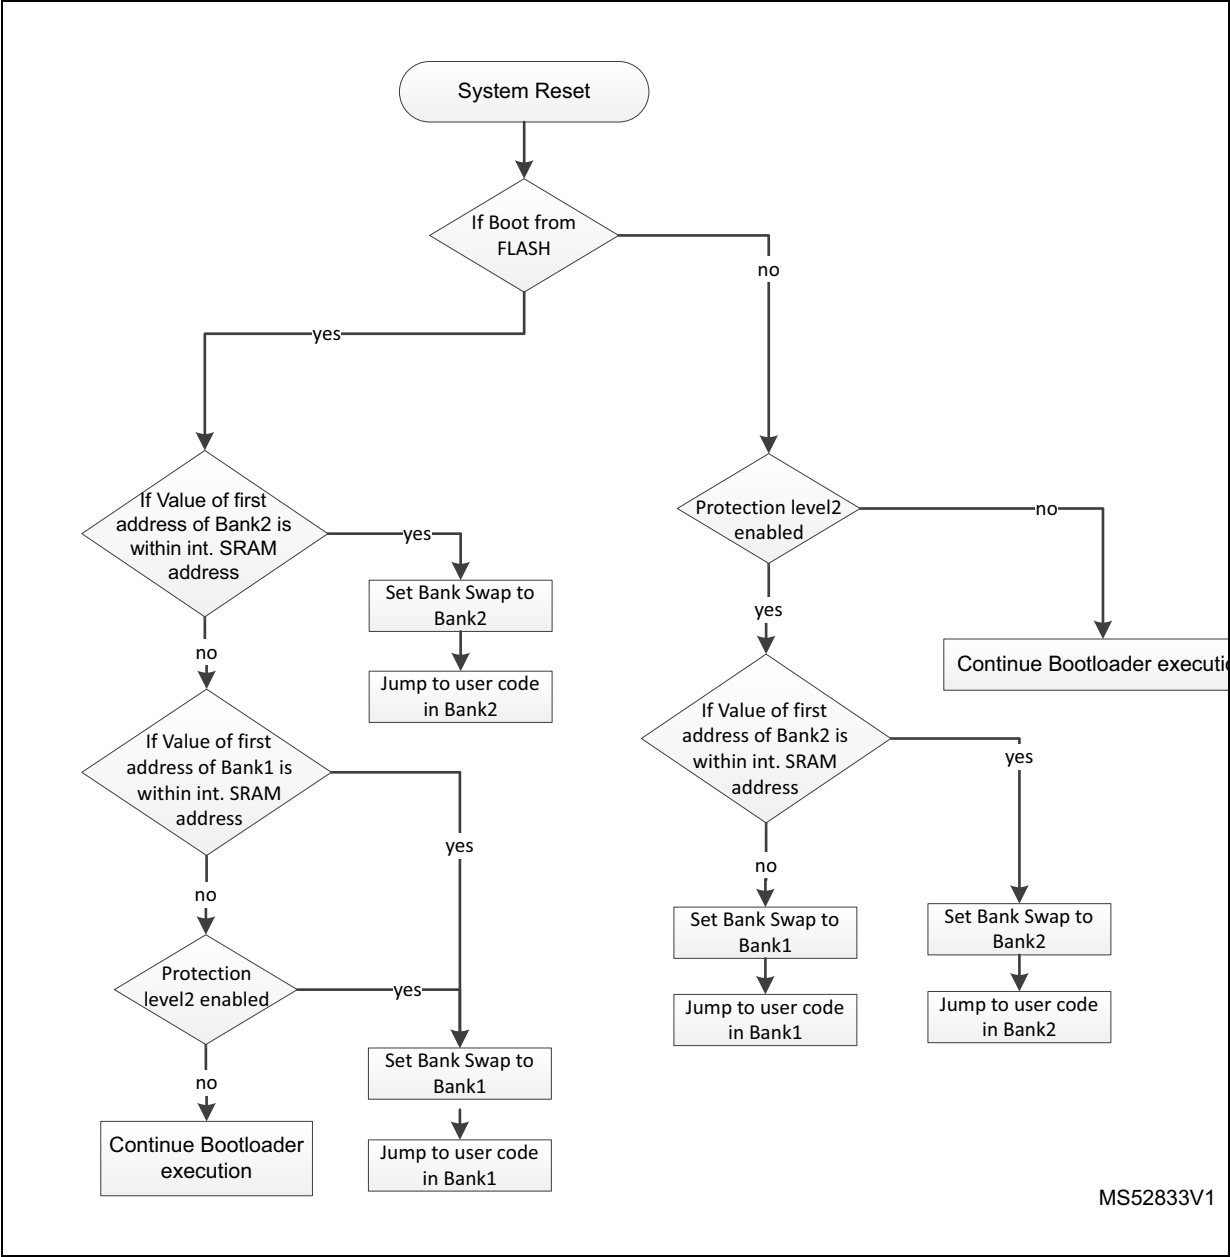 System Reset
If Boot from
FLASH
no
yes
If Value of first
address of Bank2 is
within int. SRAM
address
yes
Set Bank Swap to
Bank2
Jump to user code
in Bank2
no
If Value of first
address of Bank1 is
within int. SRAM
address
yes
no
Protection
level2 enabled
yes
Set Bank Swap to
Bank1
Jump to user code
in Bank1
no
Continue Bootloader
execution
Protection level2
enabled
no
Continue Bootloader executi
yes
If Value of first
address of Bank2 is
within int. SRAM
address
yes
no
Set Bank Swap to
Bank1
Jump to user code
in Bank1
Set Bank Swap to
Bank2
Jump to user code
in Bank2
MS52833V1